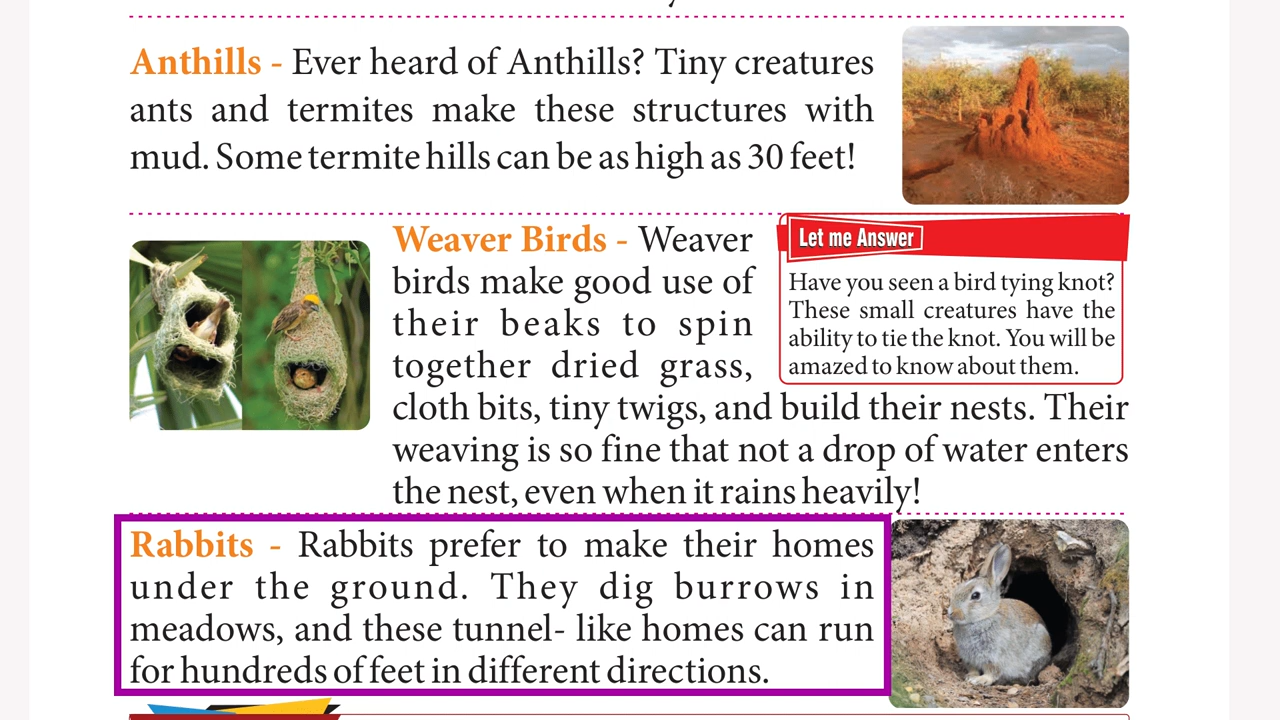 Anthills - Ever heard of Anthills? Tiny creatures
ants and termites make these structures with
mud. Some termite hills can be as high as 30 feet!
Weaver Birds - Weaver
birds make good use of
their beaks to spin
together dried grass,
cloth bits, tiny twigs, and build their nests. Their
weaving is so fine that not a drop of water enters
the nest, even when it rains heavily!
Let me Answer
Have you seen a bird tying knot?
These small creatures have the
ability to tie the knot. You will be
amazed to know about them.
Rabbits - Rabbits prefer to make their homes
under the ground. They dig burrows in
meadows, and these tunnel- like homes can run
for hundreds of feet in different directions.